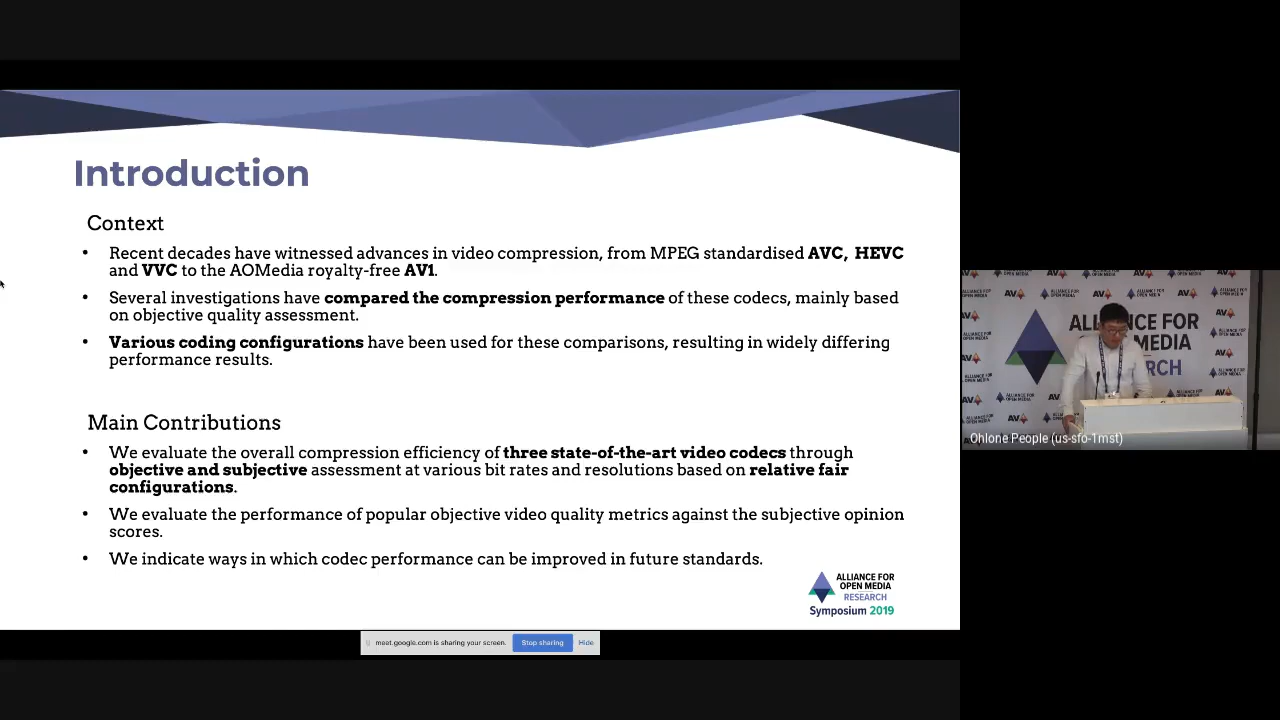 Introduction
Context
• Recent decades have witnessed advances in video compression, from MPEG standardised AVC, HEVC
and VVC to the AOMedia royalty-free AV1.
• Several investigations have compared the compression performance of these codecs, mainly based
on objective quality assessment.
• Various coding configurations have been used for these comparisons, resulting in widely differing
performance results.
Main Contributions
• We evaluate the overall compression efficiency of three state-of-the-art video codecs through
objective and subjective assessment at various bit rates and resolutions based on relative fair
configurations.
• We evaluate the performance of popular objective video quality metrics against the subjective opinion
scores.
• We indicate ways in which codec performance can be improved in future standards.
ALLIANCE FOR
OPEN MEDIA
RESEARCH
Symposium 2019
meet.google.com is sharing your screen.
Stop sharing
Hide
ALLIANCE FOR
MEDIA
RCH
Ohlone People (us-sfo-1mst)